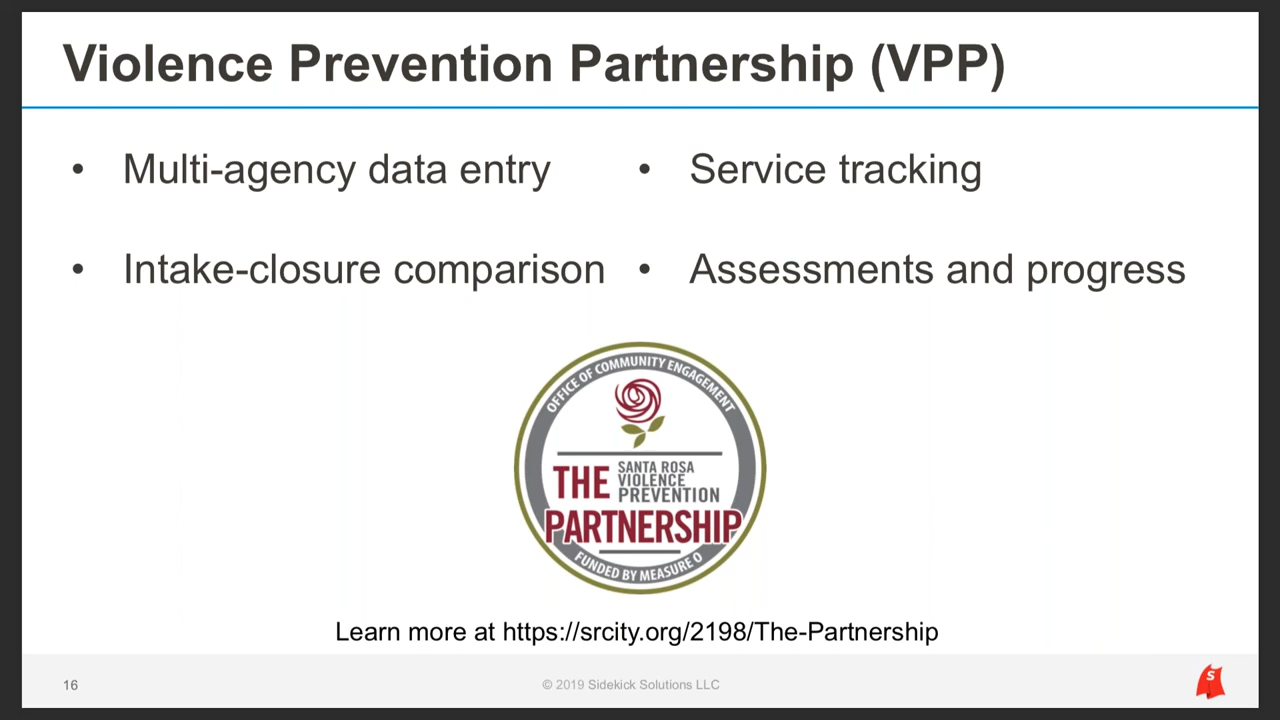 Violence Prevention Partnership (VPP)
• Multi-agency data entry
• Intake-closure comparison
• Service tracking
• Assessments and progress
OFFICE OF COMMUNITY ENGAGEMENT
THE SANTA ROSA
VIOLENCE
PREVENTION
PARTNERSHIP
FUNDED BY MEASURE O
Learn more at https://srcity.org/2198/The-Partnership
16
© 2019 Sidekick Solutions LLC
S